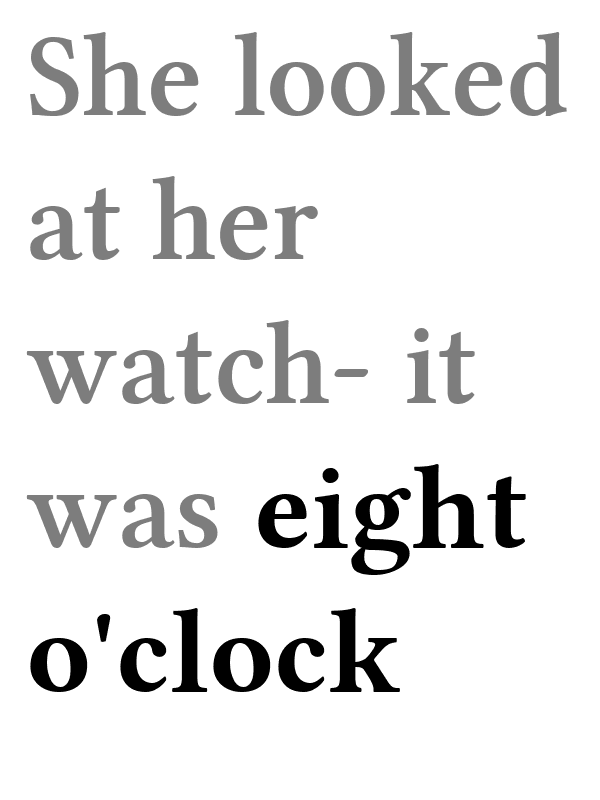 She looked
at her
watch- it
was eight
o'clock